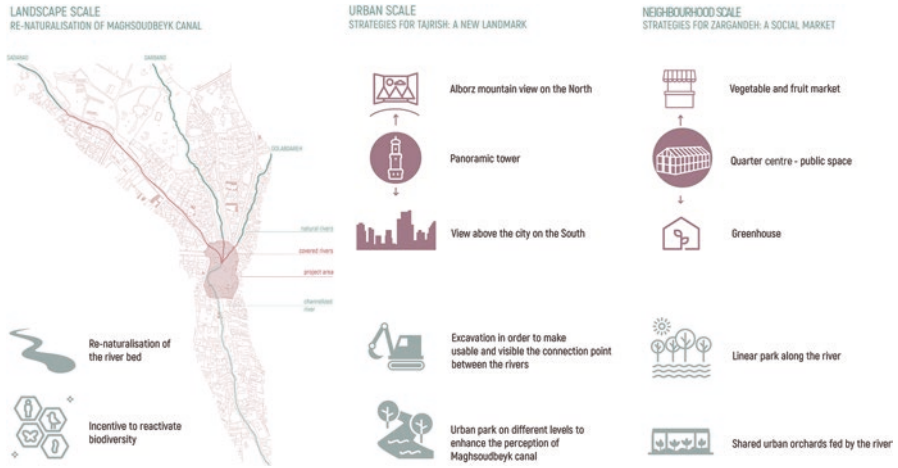 LANDSCAPE SCALE
RE-NATURALISATION OF MAGHSOUDBEYK CANAL
DARBAND
GOLABDAREH
natural rivers
covered rivers
project area
channelised
river
Re-naturalisation of
the river bed
Incentive to reactivate
biodiversity
URBAN SCALE
STRATEGIES FOR TAJRISH: A NEW LANDMARK
Alborz mountain view on the North
Panoramic tower
View above the city on the South
Excavation in order to make
usable and visible the connection point
between the rivers
Urban park on different levels to
enhance the perception of
Maghsoudbeyk canal
NEIGHBOURHOOD SCALE
STRATEGIES FOR ZARGANDEH: A SOCIAL MARKET
Vegetable and fruit market
Quarter centre - public space
Greenhouse
Linear park along the river
Shared urban orchards fed by the river